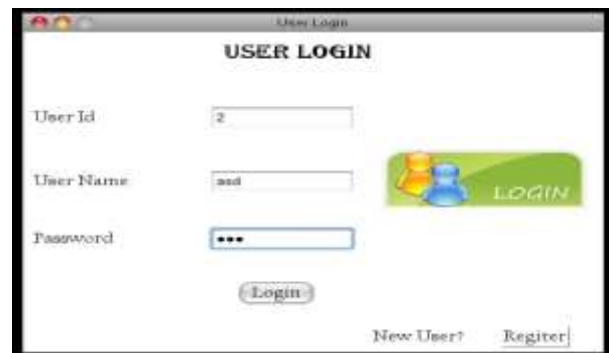 User Login
USER LOGIN
User Id 2
User Name asd
LOGIN
Password •••
Login
New User? Regiter